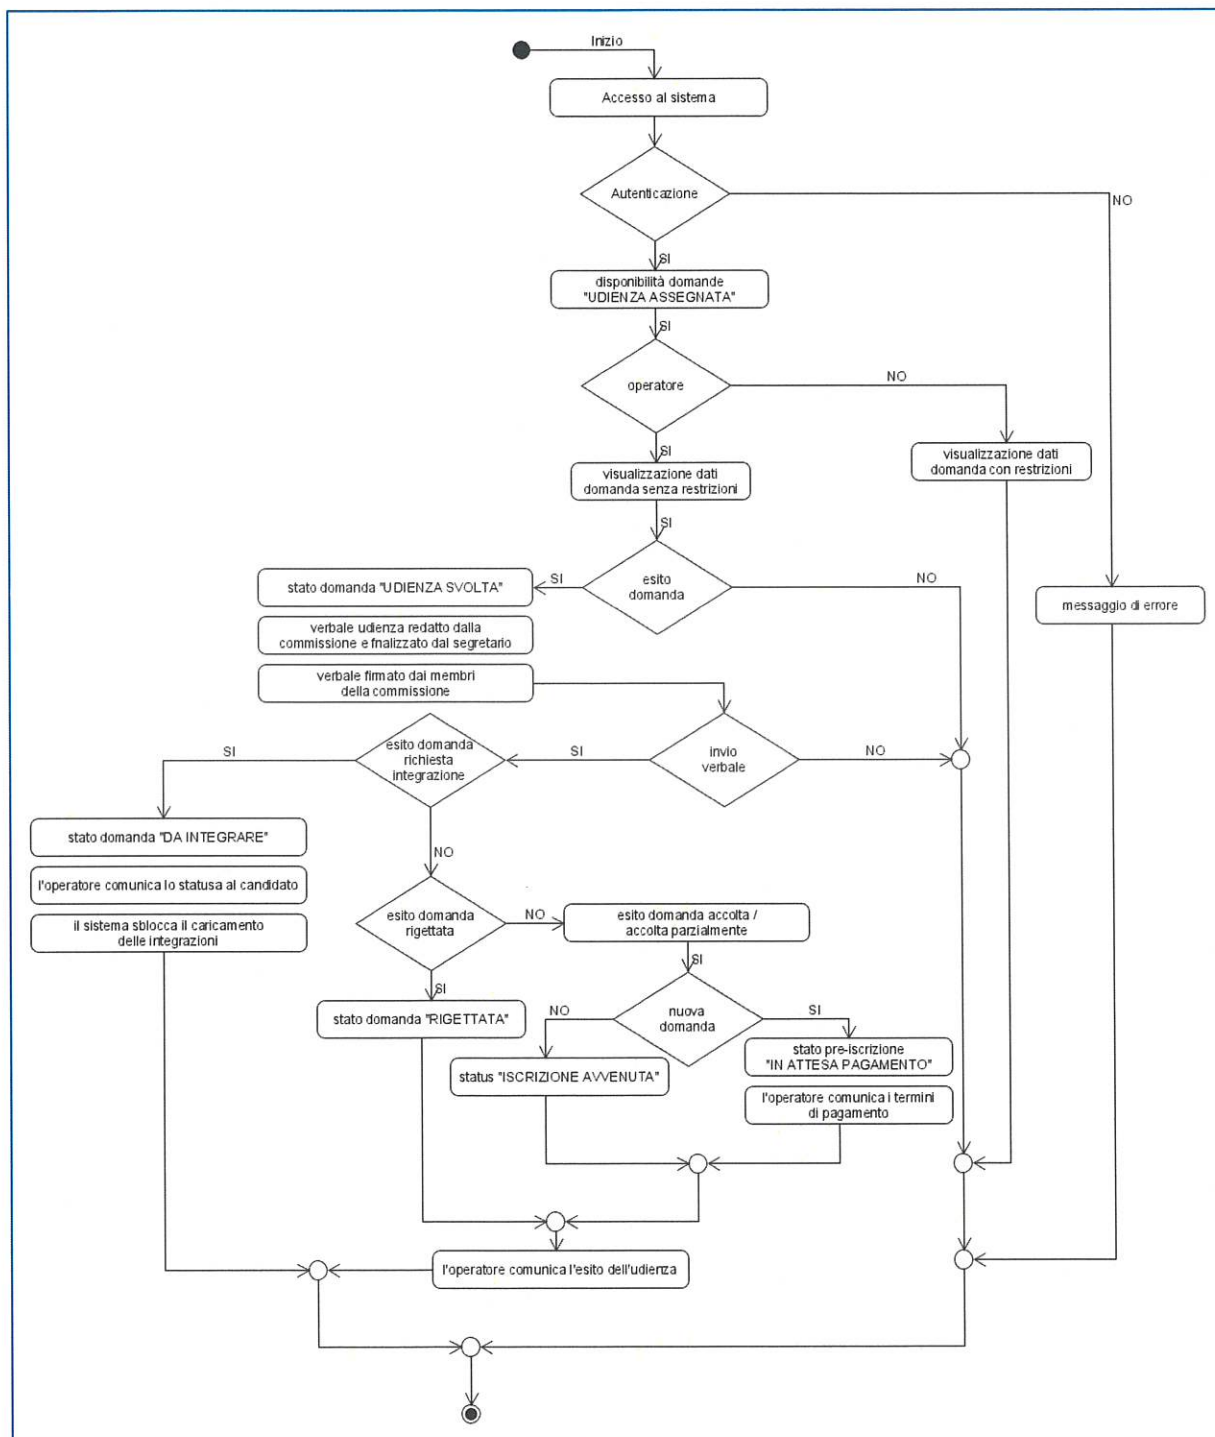 Inizio
Accesso al sistema
Autenticazione
NO
SI
disponibilità domande
"UDIENZA ASSEGNATA"
SI
operatore
NO
SI
visualizzazione dati
domanda senza restrizioni
visualizzazione dati
domanda con restrizioni
SI
esito
domanda
SI
NO
stato domanda "UDIENZA SVOLTA"
messaggio di errore
verbale udienza redatto dalla
commissione e fnalizzato dal segretario
verbale firmato dai membri
della commissione
esito domanda
richiesta
integrazione
SI
SI
invio
verbale
NO
stato domanda "DA INTEGRARE"
NO
l'operatore comunica lo statusa al candidato
il sistema sblocca il caricamento
delle integrazioni
esito domanda
rigettata
NO
esito domanda accolta /
accolta parzialmente
SI
SI
stato domanda "RIGETTATA"
NO
nuova
domanda
SI
stato pre-iscrizione
"IN ATTESA PAGAMENTO"
status "ISCRIZIONE AVVENUTA"
l'operatore comunica i termini
di pagamento
l'operatore comunica l'esito dell'udienza